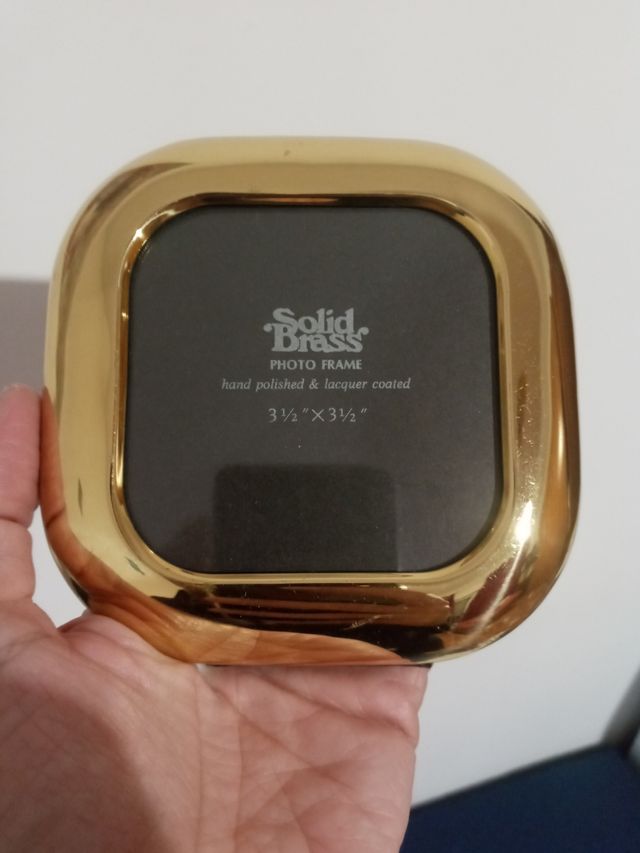 Solid
Brass
PHOTO FRAME
hand polished & lacquer coated
3½"×3½"